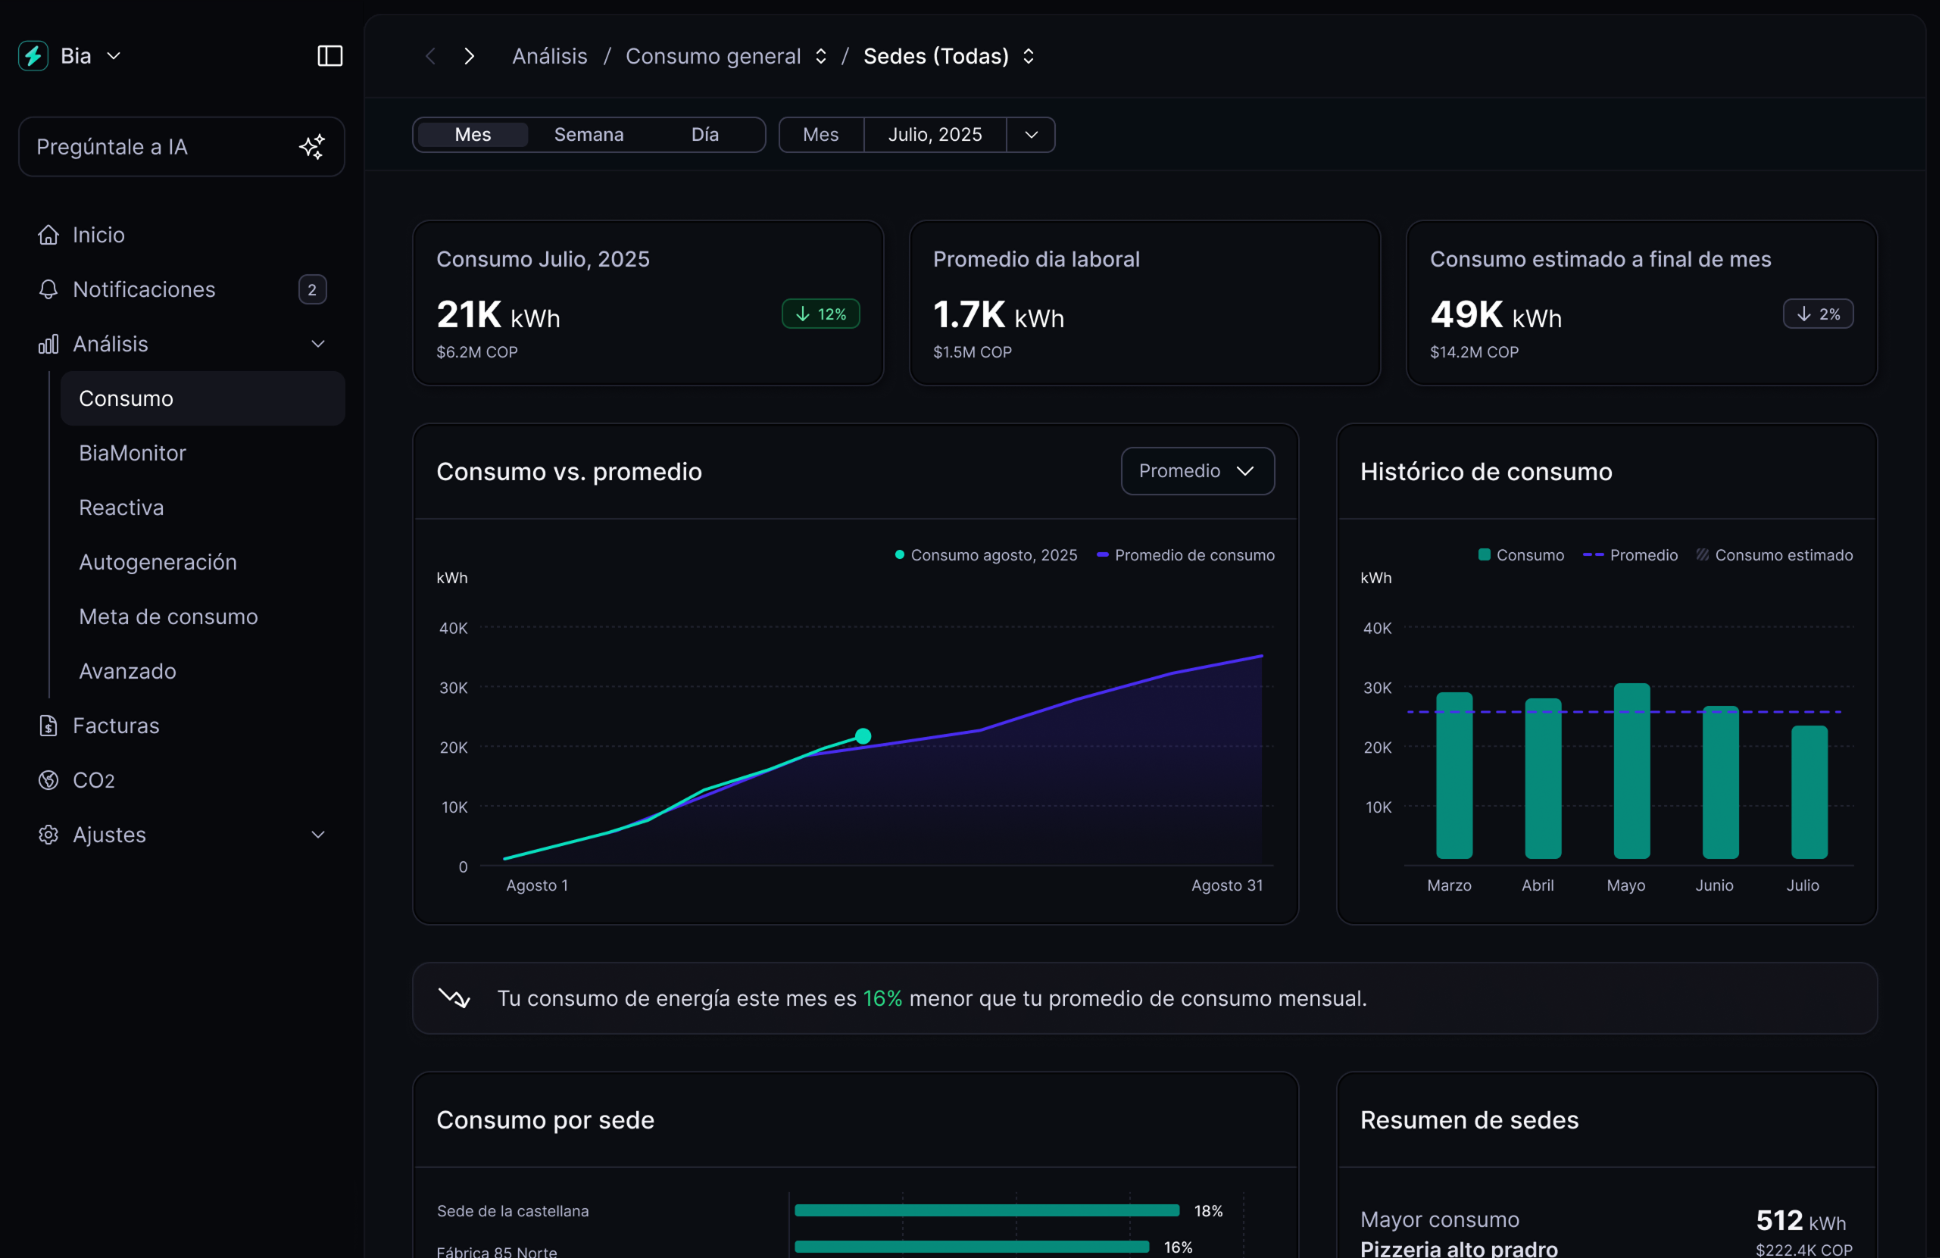 Bia
Análisis / Consumo general / Sedes (Todas)
Pregúntale a IA
Mes Semana Día Mes Julio, 2025
Inicio
Notificaciones 2
Análisis
Consumo
BiaMonitor
Reactiva
Autogeneración
Meta de consumo
Avanzado
Facturas
CO2
Ajustes
Consumo Julio, 2025
21K kWh
12%
$6.2M COP
Promedio dia laboral
1.7K kWh
$1.5M COP
Consumo estimado a final de mes
49K kWh
2%
$14.2M COP
Consumo vs. promedio
Promedio
Consumo agosto, 2025 Promedio de consumo
kWh
40K
30K
20K
10K
0
Agosto 1 Agosto 31
Histórico de consumo
Consumo Promedio Consumo estimado
kWh
40K
30K
20K
10K
Marzo Abril Mayo Junio Julio
Tu consumo de energía este mes es 16% menor que tu promedio de consumo mensual.
Consumo por sede
Sede de la castellana 18%
Fábrica 85 Norte 16%
Resumen de sedes
Mayor consumo 512 kWh
Pizzeria alto pradro $222.4K COP